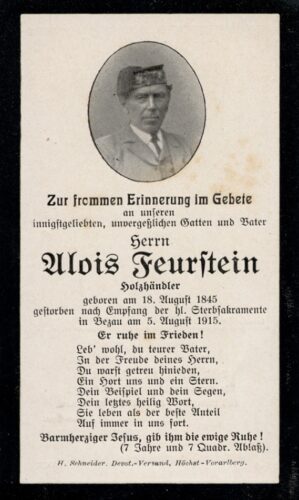 Zur frommen Erinnerung im Gebete
an unseren
innigstgeliebten, unvergeßlichen Gatten und Vater
Herrn
Alois Feurstein
Holzhändler
geboren am 18. August 1845
gestorben nach Empfang der hl. Sterbsakramente
in Bezau am 5. August 1915.
Er ruhe im Frieden!
Leb' wohl, du teurer Vater,
In der Freude deines Herrn,
Du warst getreu hinieden,
Ein Hort uns und ein Stern.
Dein Beispiel und dein Segen,
Dein letztes heilig Wort,
Sie leben als der beste Anteil
Auf immer in uns fort.
Barmherziger Jesus, gib ihm die ewige Ruhe!
(7 Jahre und 7 Quadr. Ablaß).
H. Schneider, Devot.-Versand, Höchst-Vorarlberg.